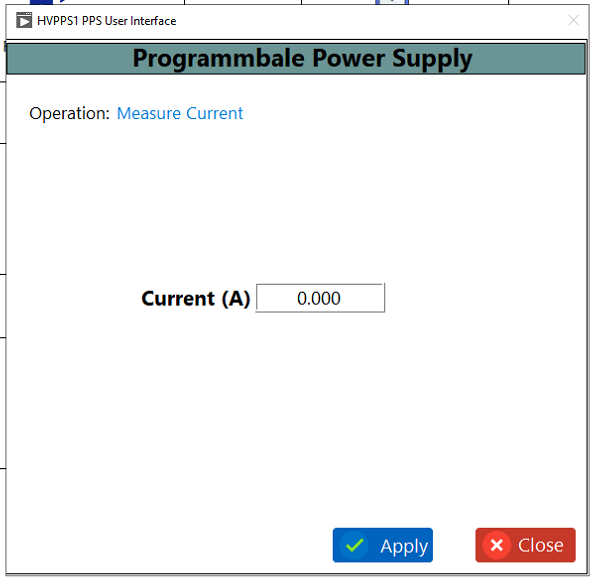 HVPPS1 PPS User Interface
Programmbale Power Supply
Operation: Measure Current
Current (A) 0.000
Apply Close